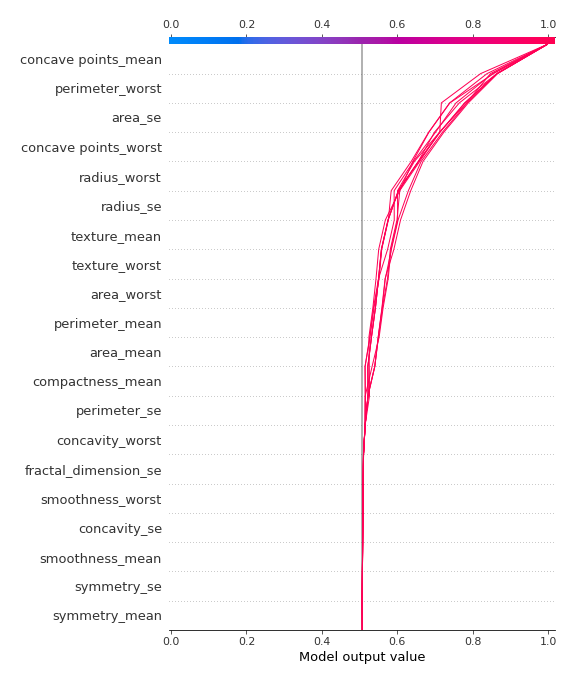 0.0 0.2 0.4 0.6 0.8 1.0
concave points_mean
perimeter_worst
area_se
concave points_worst
radius_worst
radius_se
texture_mean
texture_worst
area_worst
perimeter_mean
area_mean
compactness_mean
perimeter_se
concavity_worst
fractal_dimension_se
smoothness_worst
concavity_se
smoothness_mean
symmetry_se
symmetry_mean
0.0 0.2 0.4 0.6 0.8 1.0
Model output value